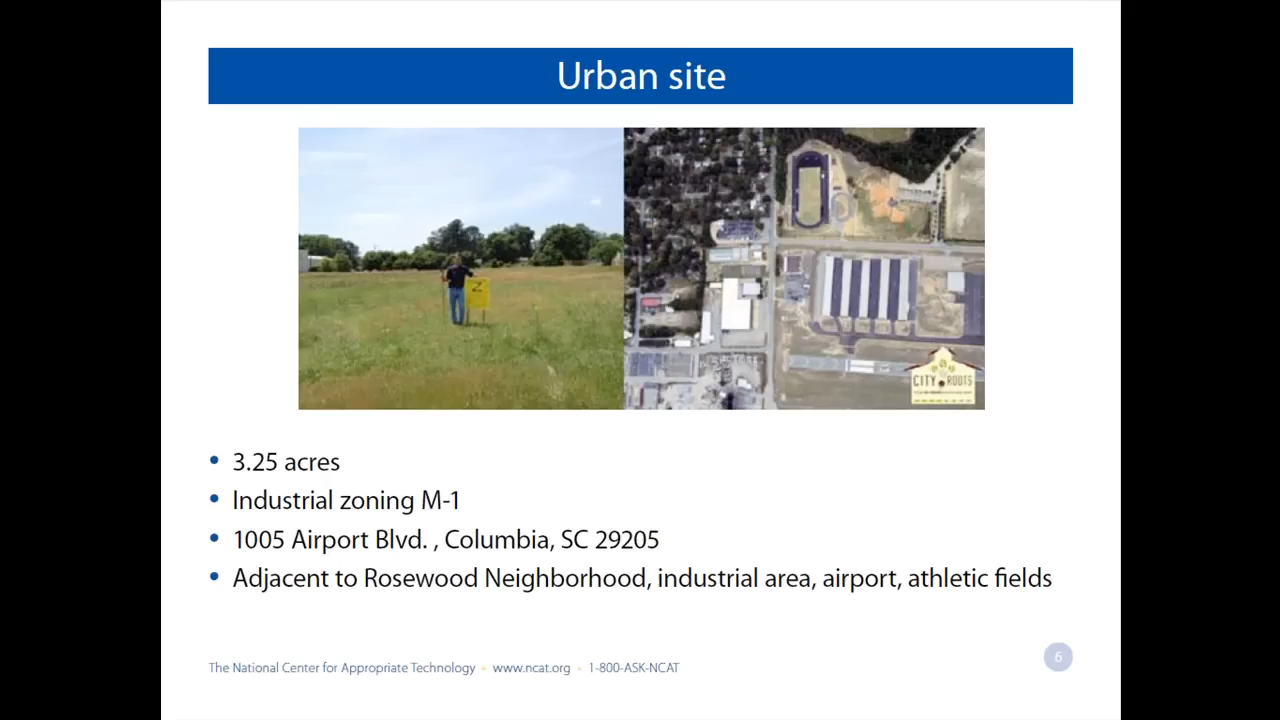 Urban site
Z
CITY ROOTS
• 3.25 acres
• Industrial zoning M-1
• 1005 Airport Blvd. , Columbia, SC 29205
• Adjacent to Rosewood Neighborhood, industrial area, airport, athletic fields
The National Center for Appropriate Technology • www.ncat.org • 1-800-ASK-NCAT
6